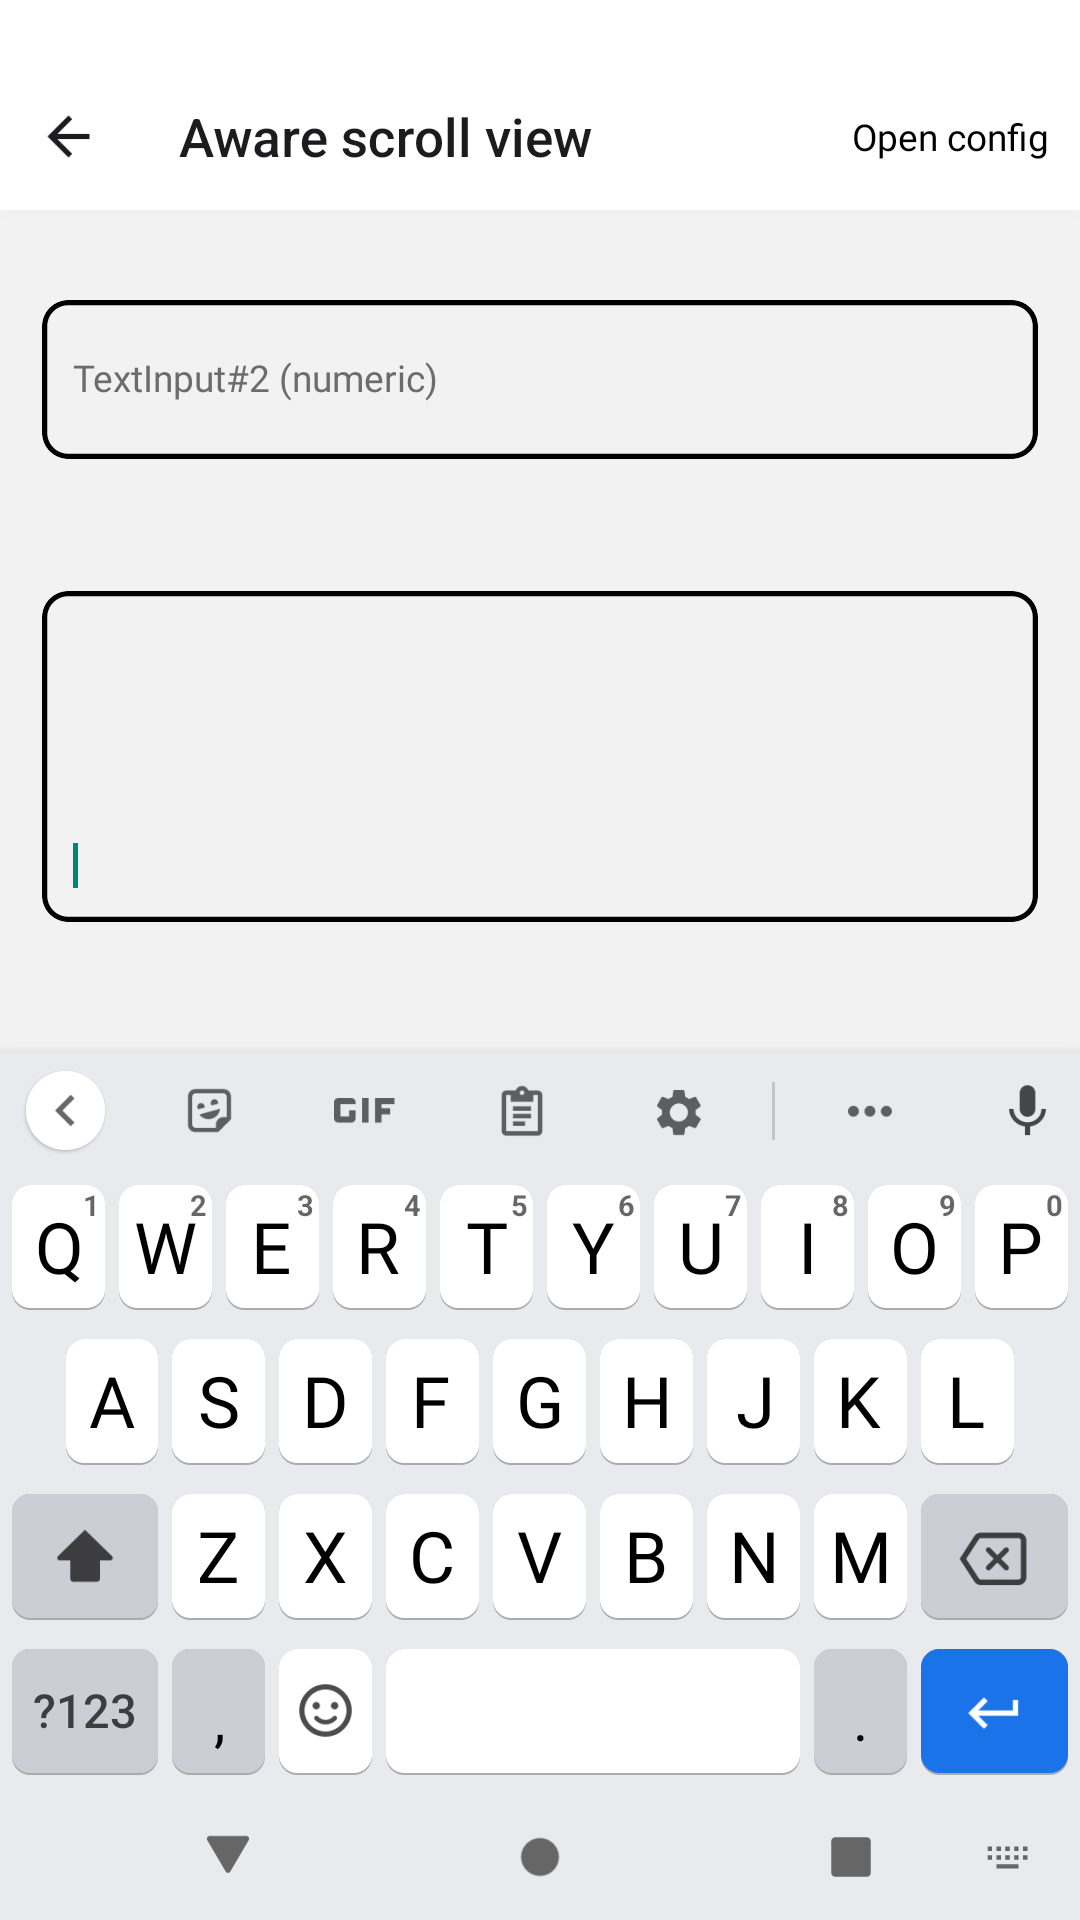 Aware scroll view
Open config
TextInput#2 (numeric)
GIF
1 2 3 4 5 6 7 8 9 0
Q W E R T Y U I O P
A S D F G H J K L
Z X C V B N M
?123 , .